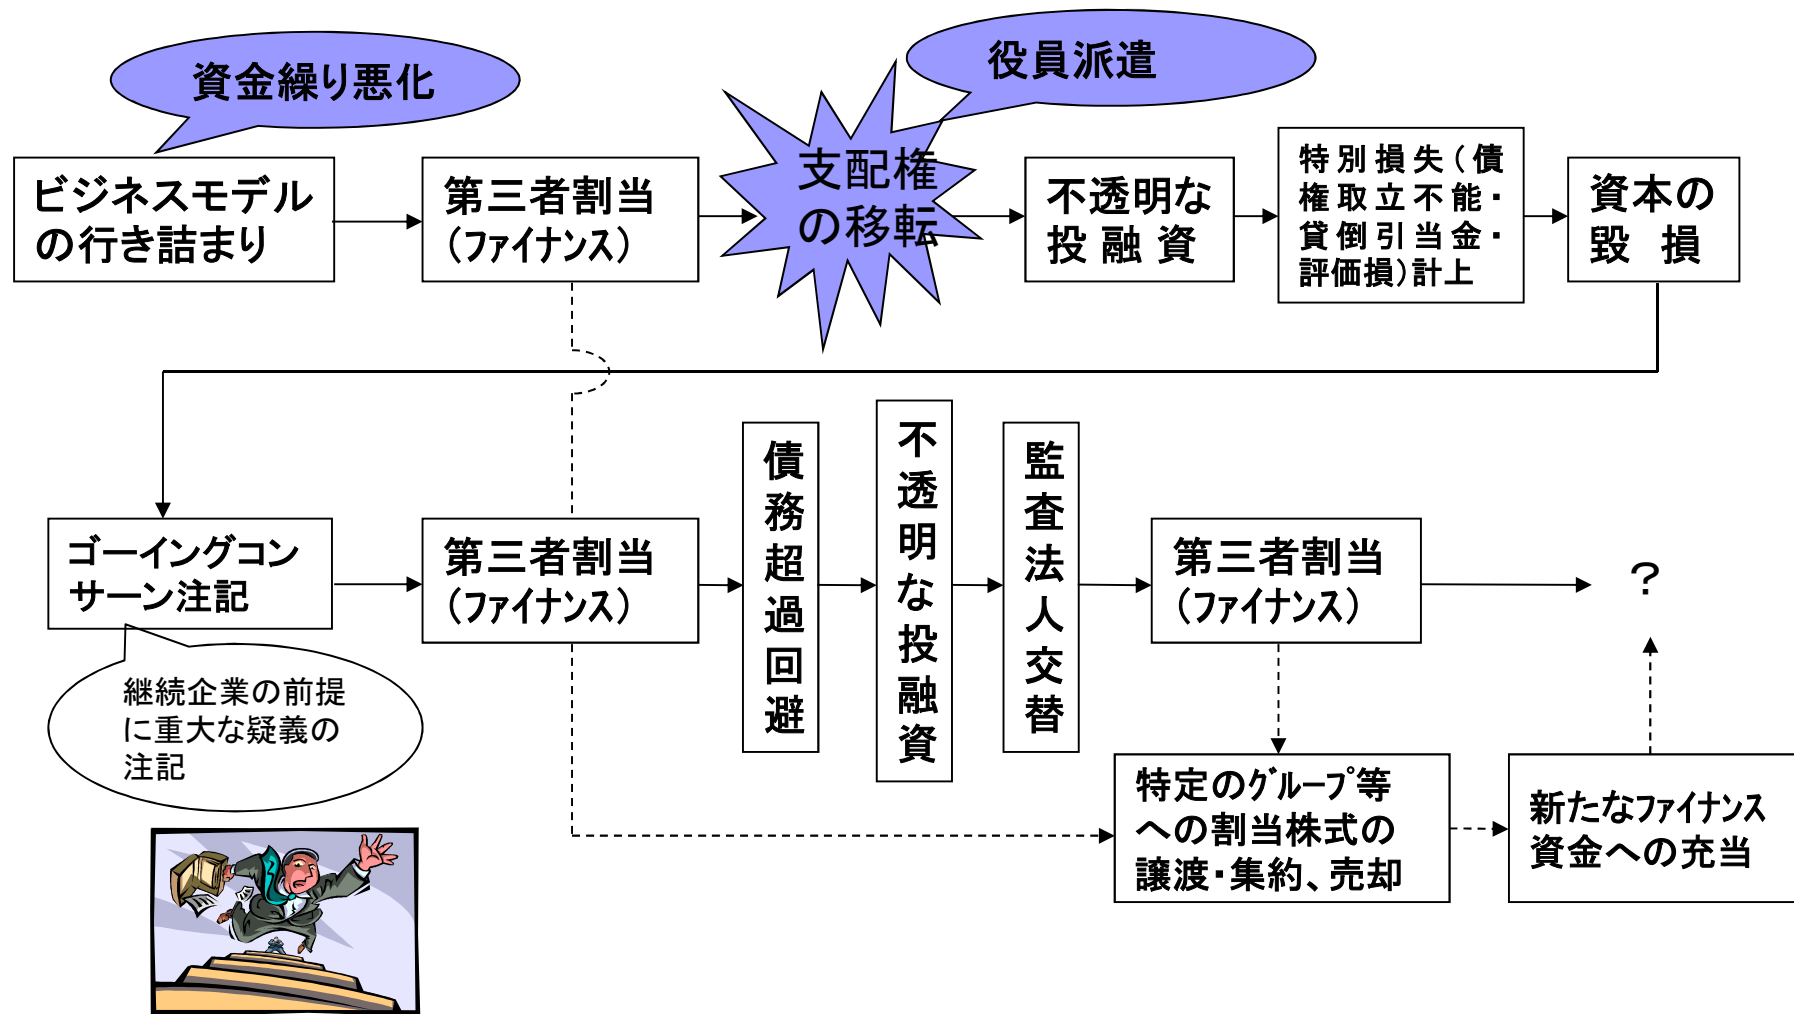 資金繰り悪化
役員派遣
ビジネスモデル
の行き詰まり
第三者割当
（ファイナンス）
支配権
の移転
不透明な
投融資
特別損失（債
権取立不能・
貸倒引当金・
評価損）計上
資本の
毀損
ゴーイングコン
サーン注記
継続企業の前提
に重大な疑義の
注記
第三者割当
（ファイナンス）
債務超過回避
不透明な投融資
監査法人交替
第三者割当
（ファイナンス）
？
特定のグループ等
への割当株式の
譲渡・集約、売却
新たなファイナンス
資金への充当